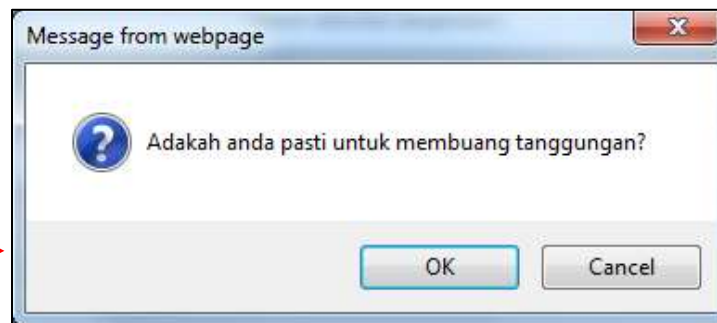 Message from webpage
Adakah anda pasti untuk membuang tanggungan?
OK
Cancel